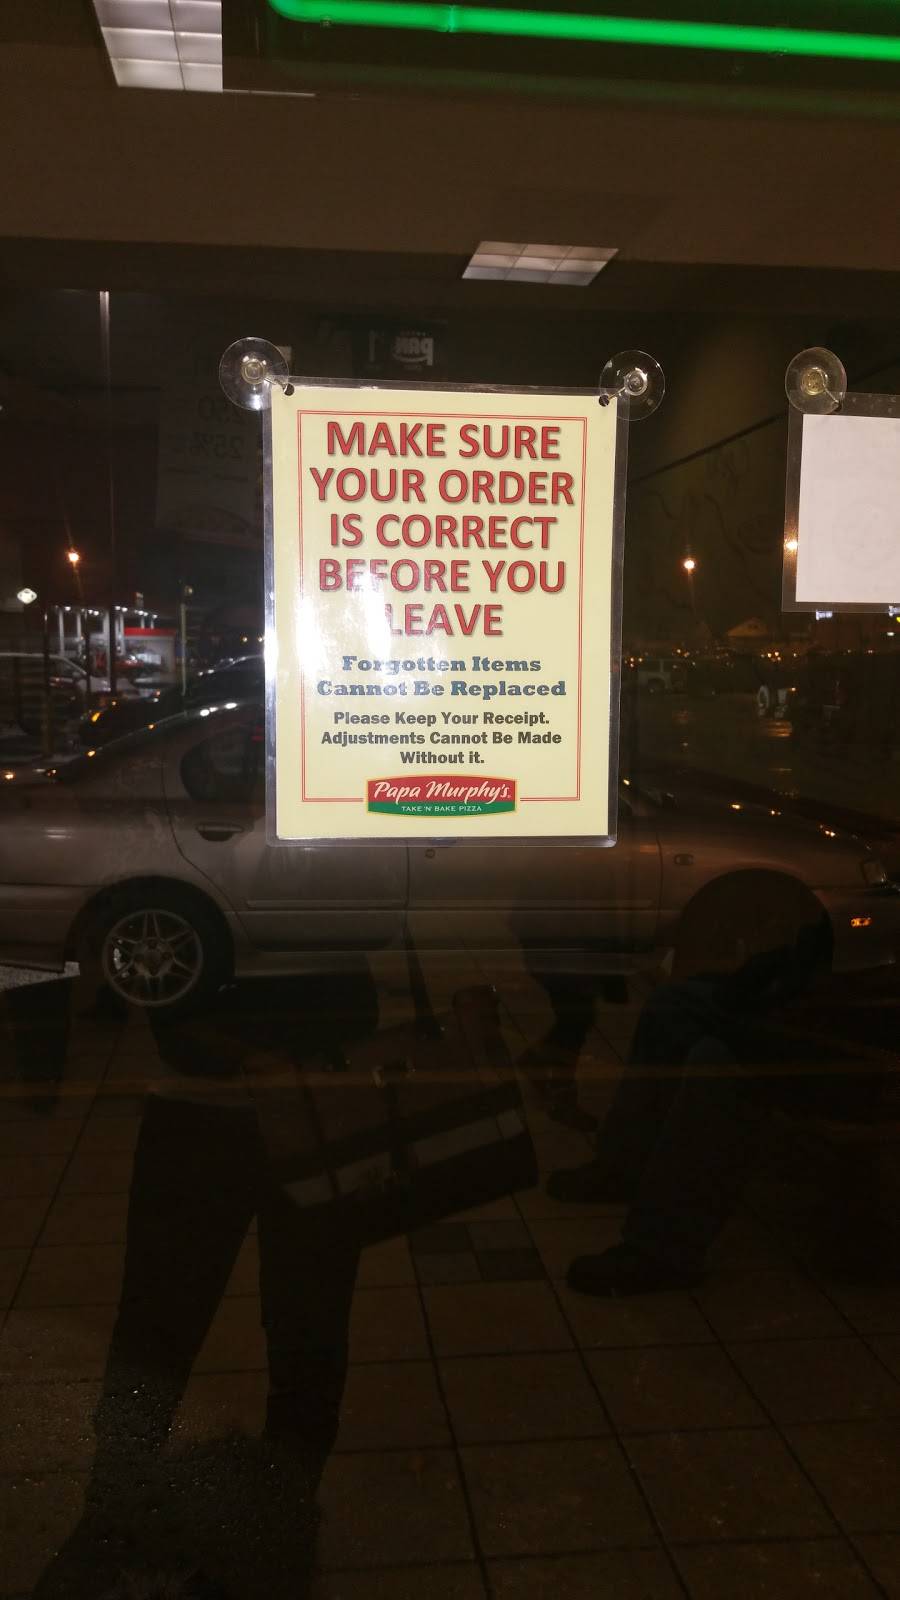 MAKE SURE
YOUR ORDER
IS CORRECT
BEFORE YOU
LEAVE
Forgotten Items
Cannot Be Replaced
Please Keep Your Receipt.
Adjustments Cannot Be Made
Without it.
Papa Murphy's
TAKE 'N' BAKE PIZZA
25%